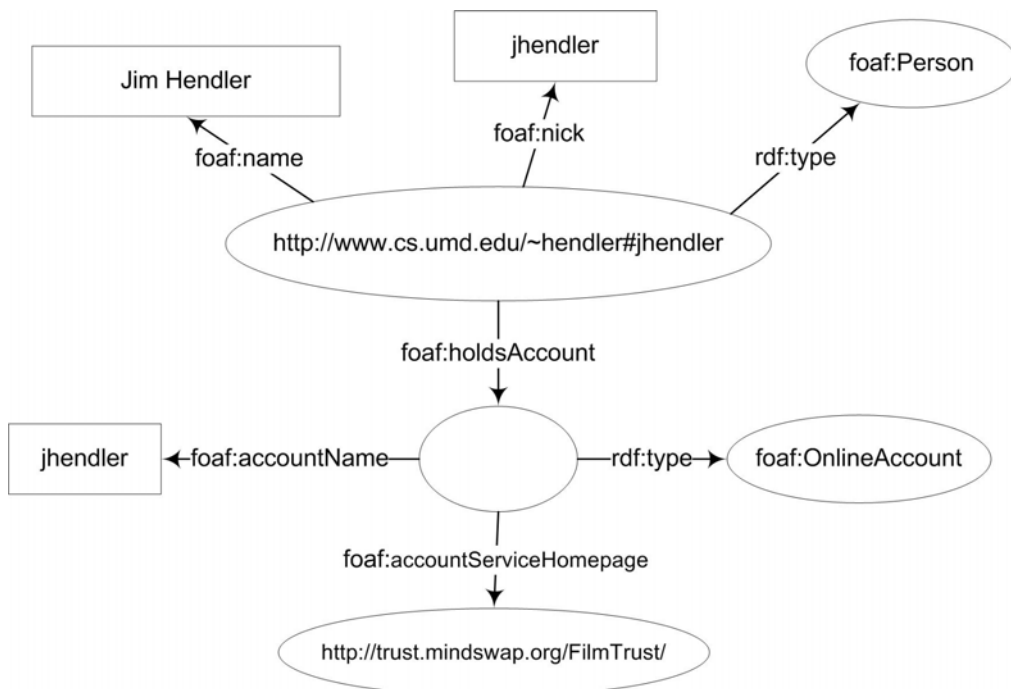 jhendler
Jim Hendler
foaf:Person
foaf:nick
foaf:name
rdf:type
http://www.cs.umd.edu/~hendler#jhendler
foaf:holdsAccount
jhendler
foaf:accountName
rdf:type
foaf:OnlineAccount
foaf:accountServiceHomepage
http://trust.mindswap.org/FilmTrust/